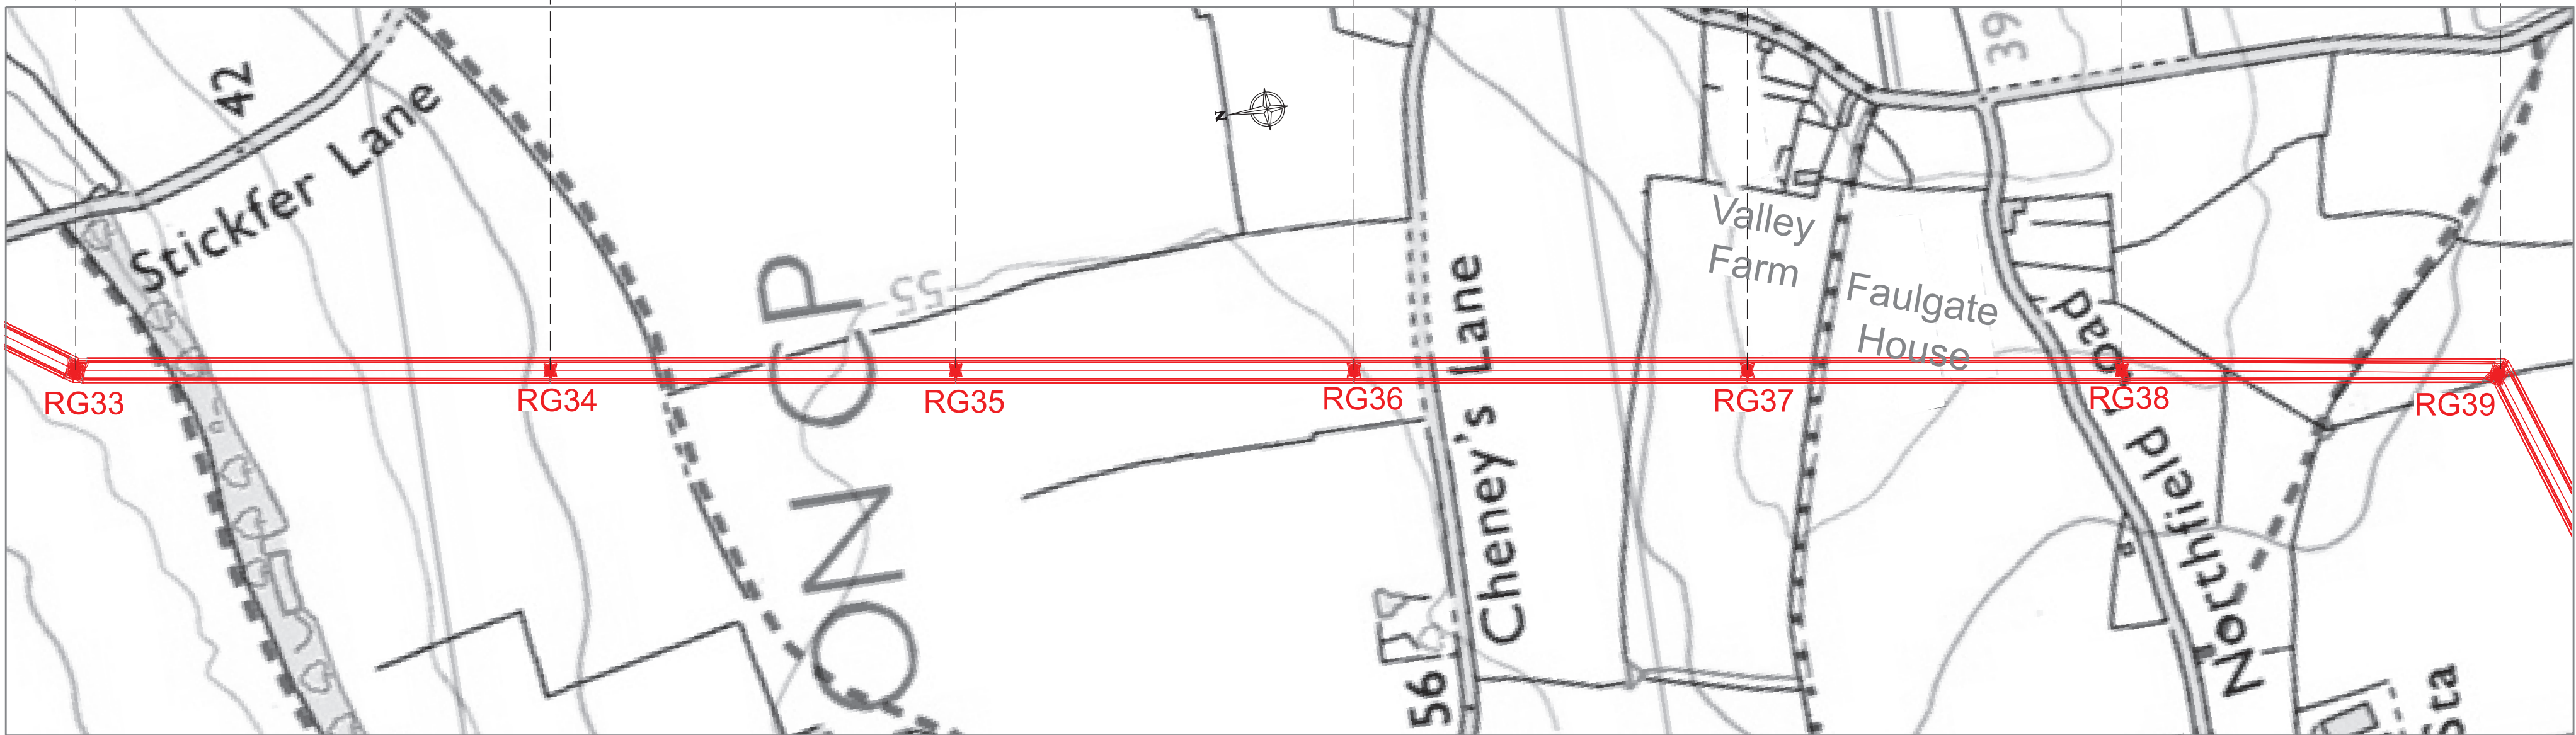 42
Stickfer Lane
ON CP
55
N
56
Cheney's Lane
39
Valley
Farm
Faulgate
House
Northfield Road
Sta
RG33
RG34
RG35
RG36
RG37
RG38
RG39